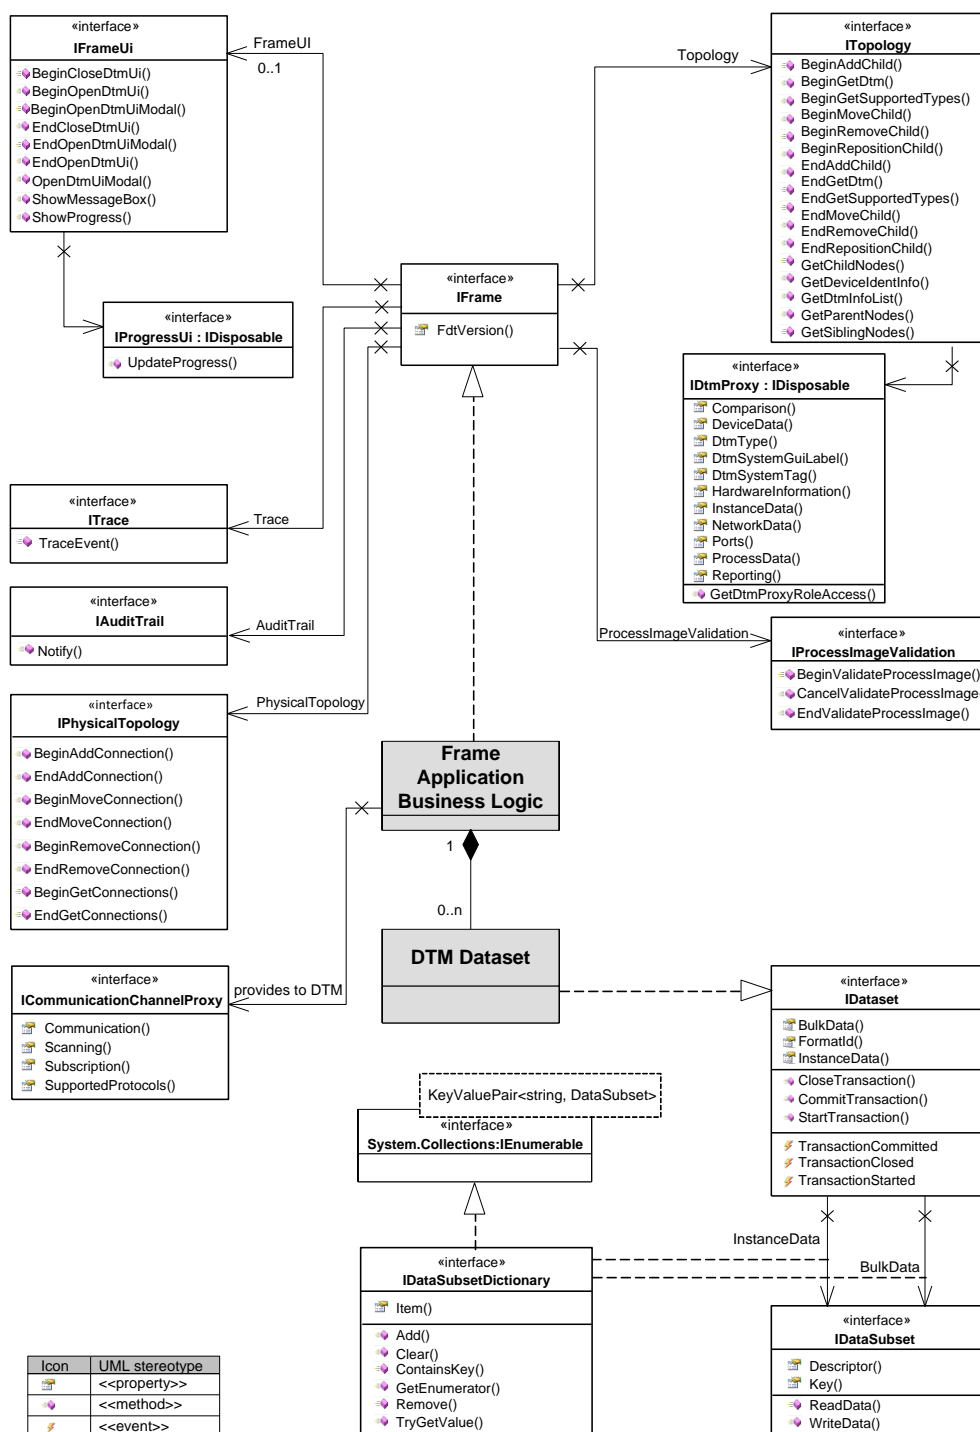 «interface»
IFrameUi
BeginCloseDtmUi()
BeginOpenDtmUi()
BeginOpenDtmUiModal()
EndCloseDtmUi()
EndOpenDtmUiModal()
EndOpenDtmUi()
OpenDtmUiModal()
ShowMessageBox()
ShowProgress()
FrameUI
0..1
Topology
«interface»
ITopology
BeginAddChild()
BeginGetDtm()
BeginGetSupportedTypes()
BeginMoveChild()
BeginRemoveChild()
BeginRepositionChild()
EndAddChild()
EndGetDtm()
EndGetSupportedTypes()
EndMoveChild()
EndRemoveChild()
EndRepositionChild()
GetChildNodes()
GetDeviceIdentInfo()
GetDtmInfoList()
GetParentNodes()
GetSiblingNodes()
«interface»
IFrame
FdtVersion()
«interface»
IProgressUi : IDisposable
UpdateProgress()
«interface»
IDtmProxy : IDisposable
Comparison()
DeviceData()
DtmType()
DtmSystemGuiLabel()
DtmSystemTag()
HardwareInformation()
InstanceData()
NetworkData()
Ports()
ProcessData()
Reporting()
GetDtmProxyRoleAccess()
«interface»
ITrace
TraceEvent()
Trace
«interface»
IAuditTrail
Notify()
AuditTrail
ProcessImageValidation
«interface»
IProcessImageValidation
BeginValidateProcessImage()
CancelValidateProcessImage
EndValidateProcessImage()
«interface»
IPhysicalTopology
BeginAddConnection()
EndAddConnection()
BeginMoveConnection()
EndMoveConnection()
BeginRemoveConnection()
EndRemoveConnection()
BeginGetConnections()
EndGetConnections()
PhysicalTopology
Frame
Application
Business Logic
1
0..n
DTM Dataset
«interface»
ICommunicationChannelProxy
Communication()
Scanning()
Subscription()
SupportedProtocols()
provides to DTM
«interface»
IDataset
BulkData()
FormatId()
InstanceData()
CloseTransaction()
CommitTransaction()
StartTransaction()
TransactionCommitted
TransactionClosed
TransactionStarted
KeyValuePair<string, DataSubset>
«interface»
System.Collections:IEnumerable
InstanceData
BulkData
«interface»
IDataSubsetDictionary
Item()
Add()
Clear()
ContainsKey()
GetEnumerator()
Remove()
TryGetValue()
«interface»
IDataSubset
Descriptor()
Key()
ReadData()
WriteData()
Icon UML stereotype
<<property>>
<<method>>
<<event>>